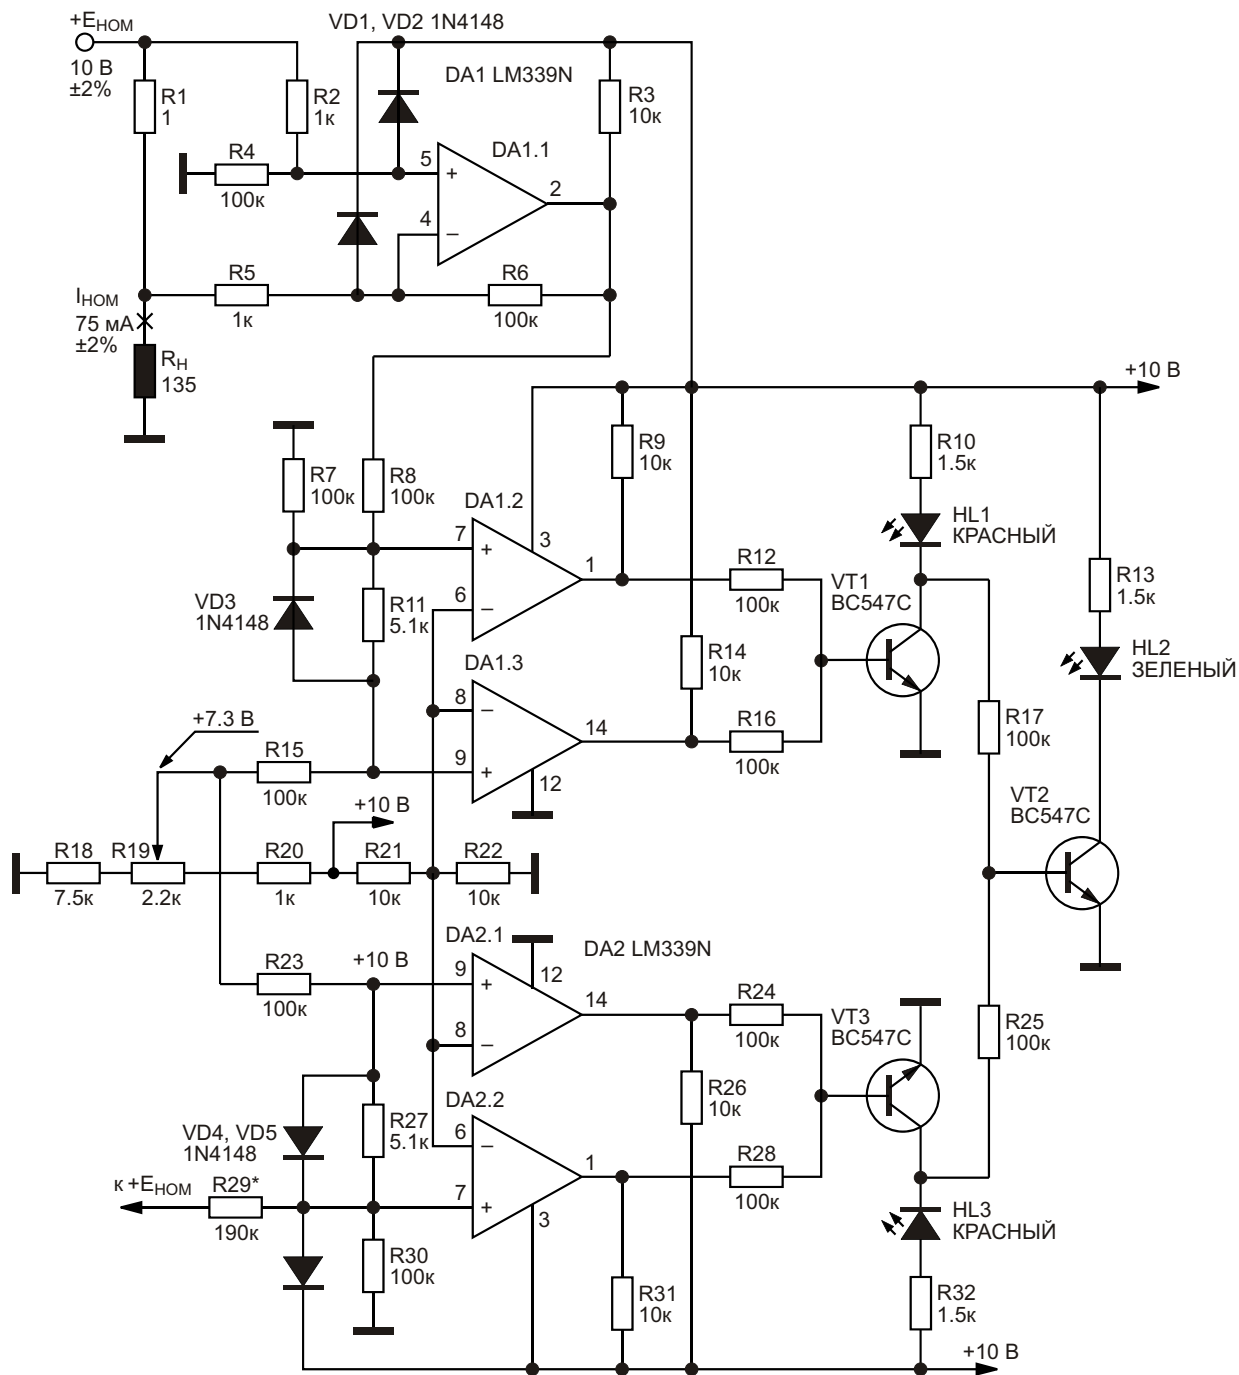 +EНОМ
10 В
±2%
VD1, VD2 1N4148
DA1 LM339N
R1
1
R2
1к
R3
10к
R4
100к
DA1.1
5
+
2
4
–
R5
1к
R6
100к
IНОМ
75 мА
±2%
RН
135
+10 В
R7
100к
R8
100к
R9
10к
R10
1.5к
DA1.2
7
+
3
1
6
–
HL1
КРАСНЫЙ
R12
100к
VT1
BC547C
R13
1.5к
VD3
1N4148
R11
5.1к
R14
10к
HL2
ЗЕЛЕНЫЙ
DA1.3
8
–
14
9
+
12
R16
100к
R17
100к
+7.3 В
R15
100к
+10 В
VT2
BC547C
R18
7.5к
R19
2.2к
R20
1к
R21
10к
R22
10к
DA2.1
DA2 LM339N
+10 В
R23
100к
9
+
12
14
8
–
R24
100к
VT3
BC547C
R25
100к
R26
10к
DA2.2
VD4, VD5
1N4148
R27
5.1к
6
–
1
7
+
3
R28
100к
к +EНОМ
R29*
190к
R30
100к
HL3
КРАСНЫЙ
R31
10к
R32
1.5к
+10 В